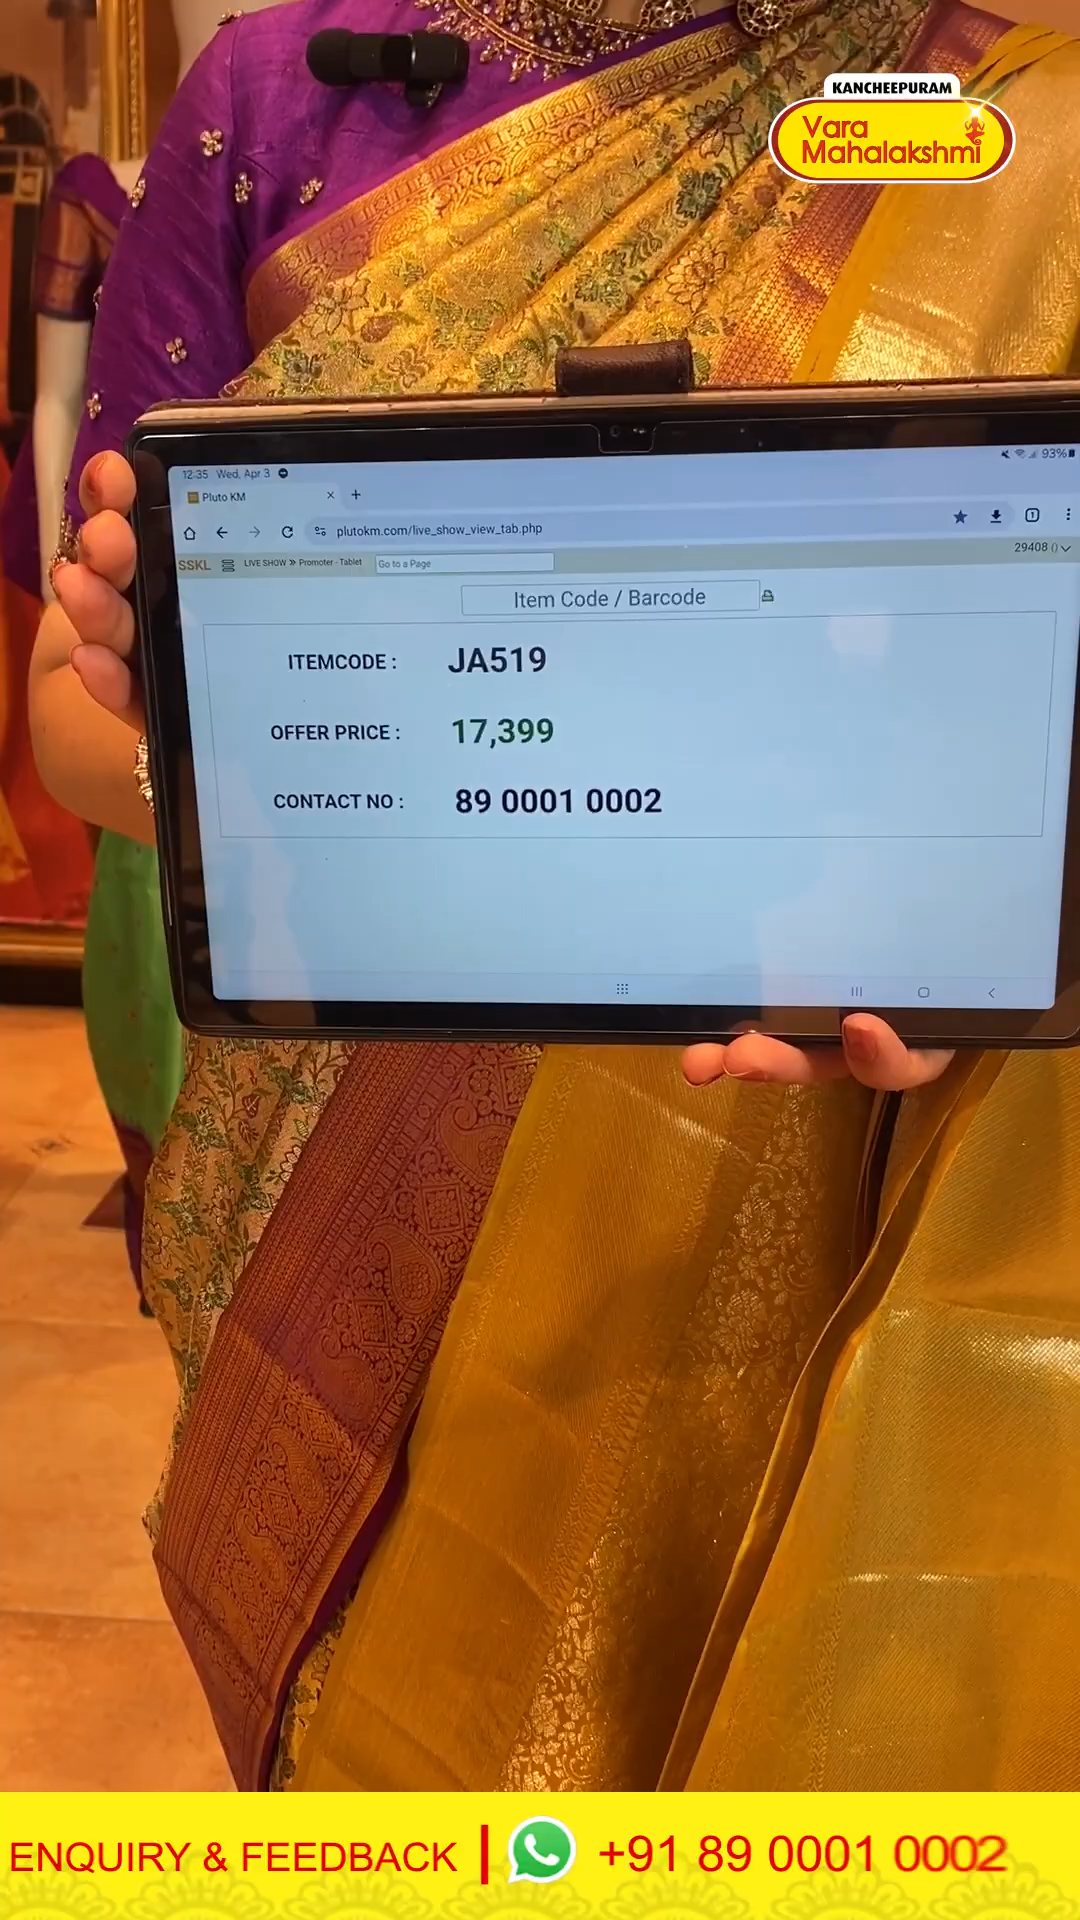 KANCHEEPURAM
Vara
Mahalakshmi
12:35 Wed, Apr 3
93%
Pluto KM
plutokm.com/live_show_view_tab.php
29408 ()
SSKL
LIVE SHOW » Promoter - Tablet
Go to a Page
Item Code / Barcode
ITEMCODE : JA519
OFFER PRICE : 17,399
CONTACT NO : 89 0001 0002
ENQUIRY & FEEDBACK | +91 89 0001 0002